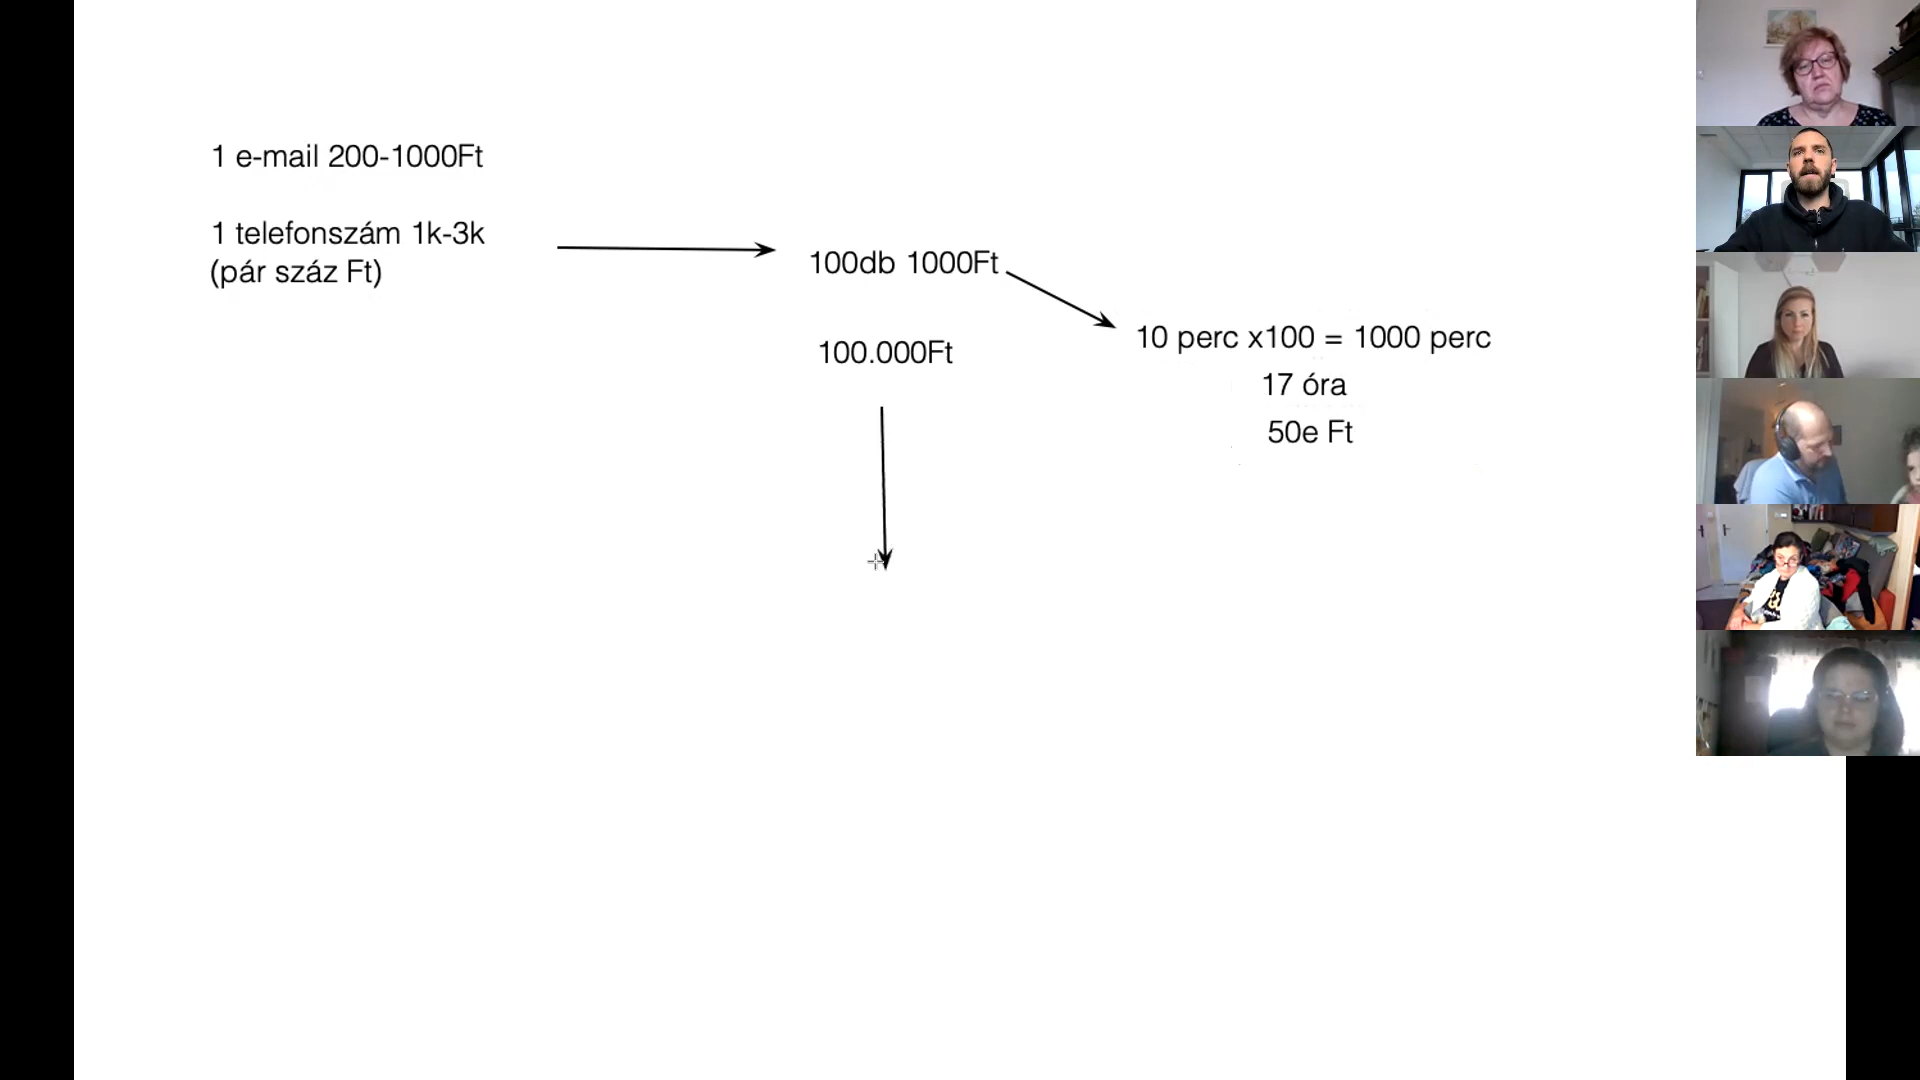 1 e-mail 200-1000Ft
1 telefonszám 1k-3k
(pár száz Ft)
100db 1000Ft
100.000Ft
10 perc x100 = 1000 perc
17 óra
50e Ft